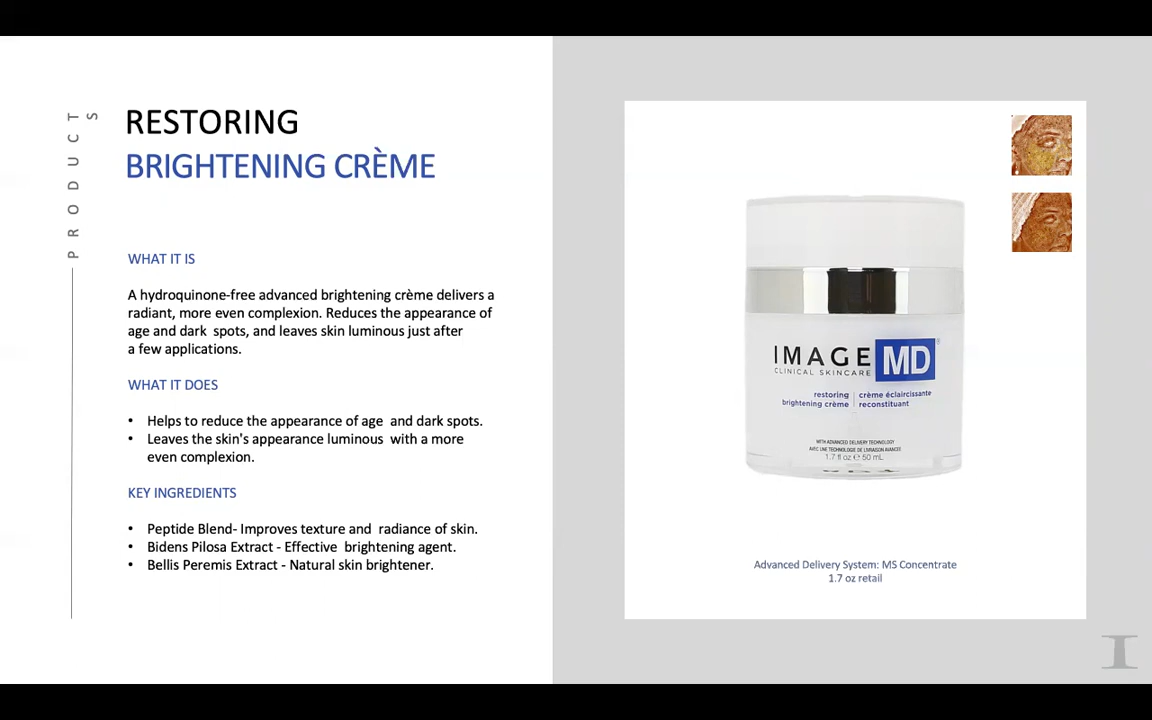 PRODUCTS
RESTORING
BRIGHTENING CRÈME
WHAT IT IS
A hydroquinone-free advanced brightening crème delivers a
radiant, more even complexion. Reduces the appearance of
age and dark spots, and leaves skin luminous just after
a few applications.
WHAT IT DOES
• Helps to reduce the appearance of age and dark spots.
• Leaves the skin's appearance luminous with a more
even complexion.
KEY INGREDIENTS
• Peptide Blend- Improves texture and radiance of skin.
• Bidens Pilosa Extract - Effective brightening agent.
• Bellis Peremis Extract - Natural skin brightener.
IMAGE MD®
CLINICAL SKINCARE
restoring crème éclaircissante
brightening crème reconstituant
WITH ADVANCED DELIVERY TECHNOLOGY
AVEC UNE TECHNOLOGIE DE LIVRAISON AVANCÉE
1.7 fl oz ℮ 50 mL
Advanced Delivery System: MS Concentrate
1.7 oz retail
I